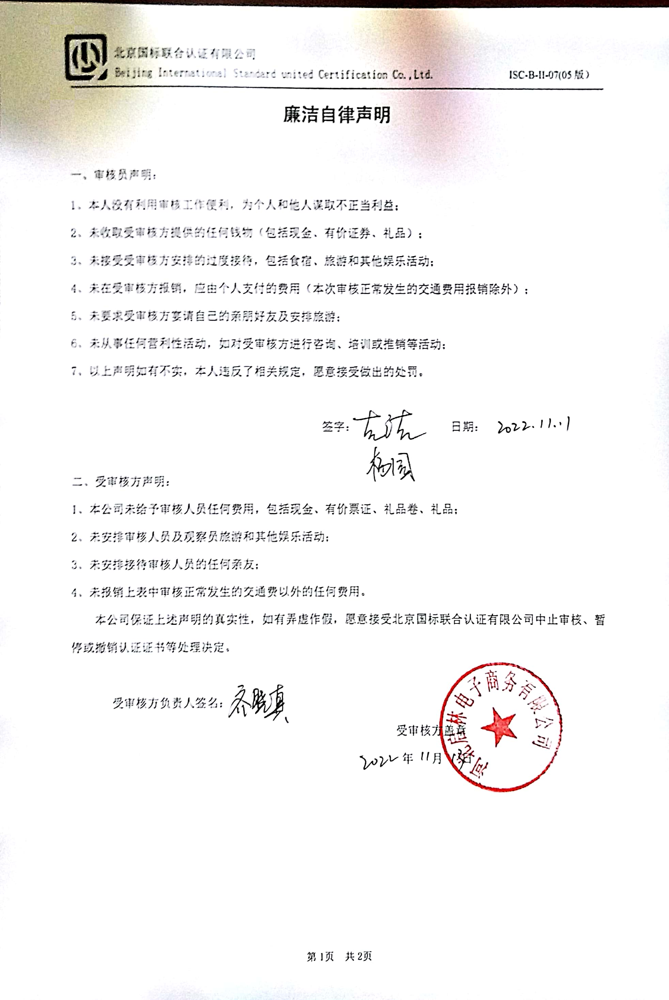 北京国标联合认证有限公司
Beijing International Standard united Certification Co.,Ltd.
ISC-B-II-07(05版)
廉洁自律声明
一、审核员声明:
1、本人没有利用审核工作便利,为个人和他人谋取不正当利益;
2、未收取受审核方提供的任何钱物(包括现金、有价证券、礼品);
3、未接受受审核方安排的过度接待,包括食宿、旅游和其他娱乐活动;
4、未在受审核方报销,应由个人支付的费用(本次审核正常发生的交通费用报销除外);
5、未要求受审核方宴请自己的亲朋好友及安排旅游;
6、未从事任何营利性活动,如对受审核方进行咨询、培训或推销等活动;
7、以上声明如有不实,本人违反了相关规定,愿意接受做出的处罚。
签字:古洁 日期: 2022.11.
杨园
二、受审核方声明:
1、本公司未给予审核人员任何费用,包括现金、有价票证、礼品卷、礼品;
2、未安排审核人员及观察员旅游和其他娱乐活动;
3、未安排接待审核人员的任何亲友;
4、未报销上表中审核正常发生的交通费以外的任何费用。
本公司保证上述声明的真实性,如有弄虚作假,愿意接受北京国标联合认证有限公司中止审核、暂
停或撤销认证证书等处理决定。
受审核方负责人签名:
受审核方盖章
2022年11月 日
林电子商务有限公司
第1页 共2页